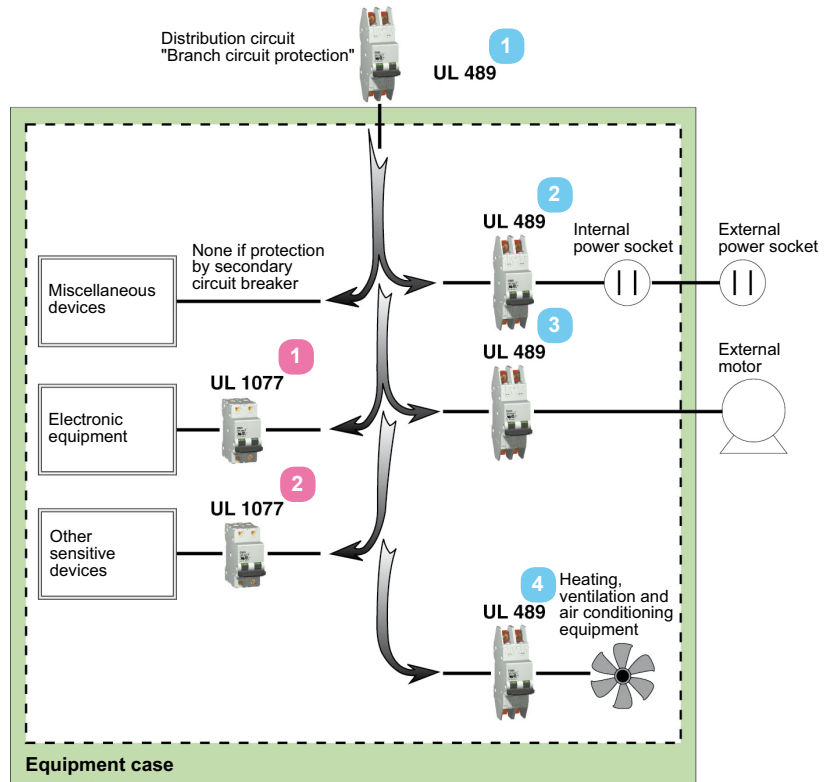 Distribution circuit
"Branch circuit protection"
1
UL 489
2
UL 489
Internal
power socket
External
power socket
None if protection
by secondary
circuit breaker
Miscellaneous
devices
3
UL 489
External
motor
1
UL 1077
Electronic
equipment
2
UL 1077
Other
sensitive
devices
4
UL 489
Heating,
ventilation and
air conditioning
equipment
Equipment case